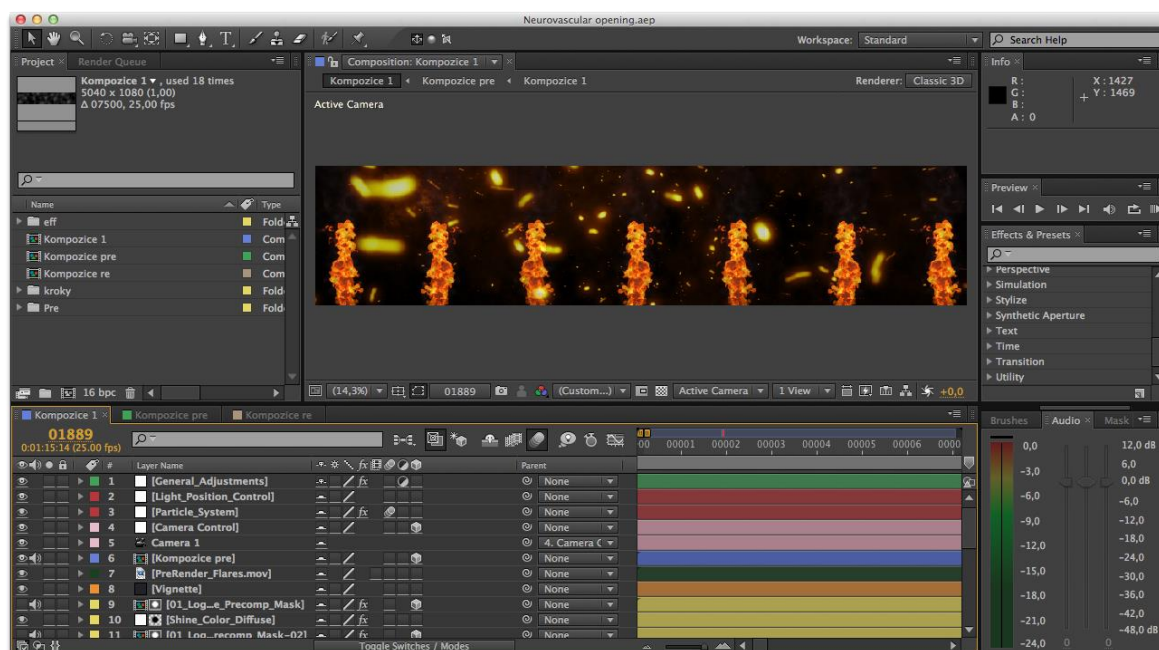 Neurovascular opening.aep
Workspace: Standard
Search Help
Project
Render Queue
Kompozice 1 , used 18 times
5040 x 1080 (1,00)
Δ 07500, 25,00 fps
Name
Type
eff
Fold
Kompozice 1
Com
Kompozice pre
Com
Kompozice re
Com
kroky
Fold
Pre
Fold
16 bpc
Composition: Kompozice 1
Kompozice 1
Kompozice pre
Kompozice 1
Renderer: Classic 3D
Active Camera
(14,3%)
01889
(Custom...)
Active Camera
1 View
+0,0
Info
R :
G :
B :
A : 0
X : 1427
Y : 1469
Preview
Effects & Presets
Perspective
Simulation
Stylize
Synthetic Aperture
Text
Time
Transition
Utility
Kompozice 1
Kompozice pre
Kompozice re
01889
0:01:15:14 (25.00 fps)
:00 00001 00002 00003 00004 00005 00006 0000
# Layer Name
Parent
1 [General_Adjustments] None
2 [Light_Position_Control] None
3 [Particle_System] None
4 [Camera Control] None
5 Camera 1 4. Camera C
6 [Kompozice pre] None
7 [PreRender_Flares.mov] None
8 [Vignette] None
9 [01_Log...e_Precomp_Mask] None
10 [Shine_Color_Diffuse] None
11 [01_Log...recomp_Mask-02] None
Toggle Switches / Modes
Brushes
Audio
Mask
0,0
-3,0
-6,0
-9,0
-12,0
-15,0
-18,0
-21,0
-24,0
12,0 dB
6,0
0,0 dB
-6,0
-12,0
-18,0
-24,0
-30,0
-36,0
-42,0
-48,0 dB
0 0